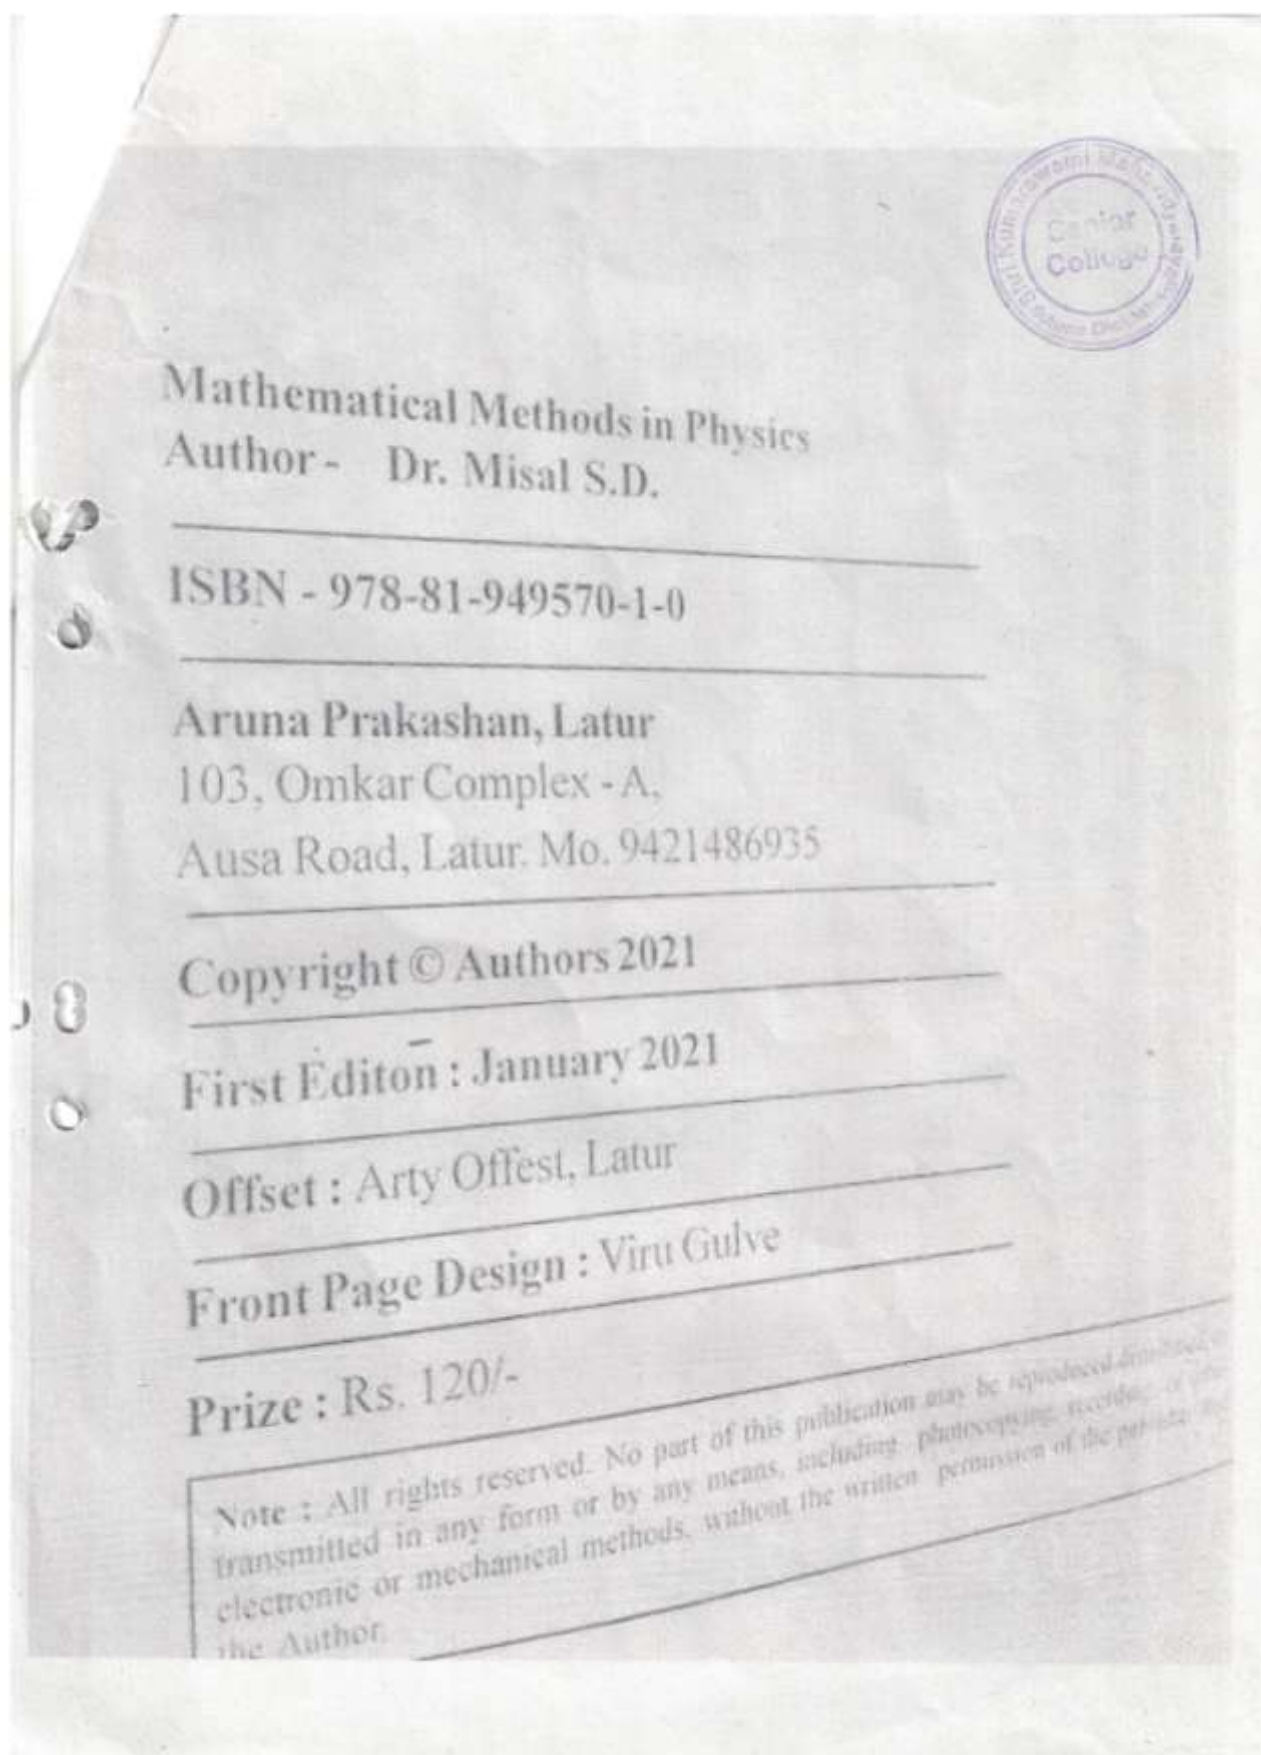 Senior
College
Mathematical Methods in Physics
Author - Dr. Misal S.D.
ISBN - 978-81-949570-1-0
Aruna Prakashan, Latur
103, Omkar Complex - A,
Ausa Road, Latur. Mo. 9421486935
Copyright © Authors 2021
First Editon : January 2021
Offset : Arty Offest, Latur
Front Page Design : Viru Gulve
Prize : Rs. 120/-
Note : All rights reserved. No part of this publication may be reproduced distributed,
transmitted in any form or by any means, including photocopying, recording, or
electronic or mechanical methods, without the written permission of the
the Author.